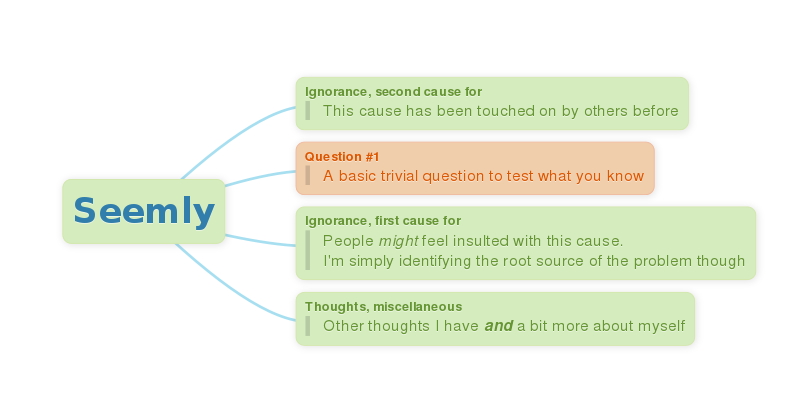 Seemly
Ignorance, second cause for
This cause has been touched on by others before
Question #1
A basic trivial question to test what you know
Ignorance, first cause for
People might feel insulted with this cause.
I'm simply identifying the root source of the problem though
Thoughts, miscellaneous
Other thoughts I have and a bit more about myself